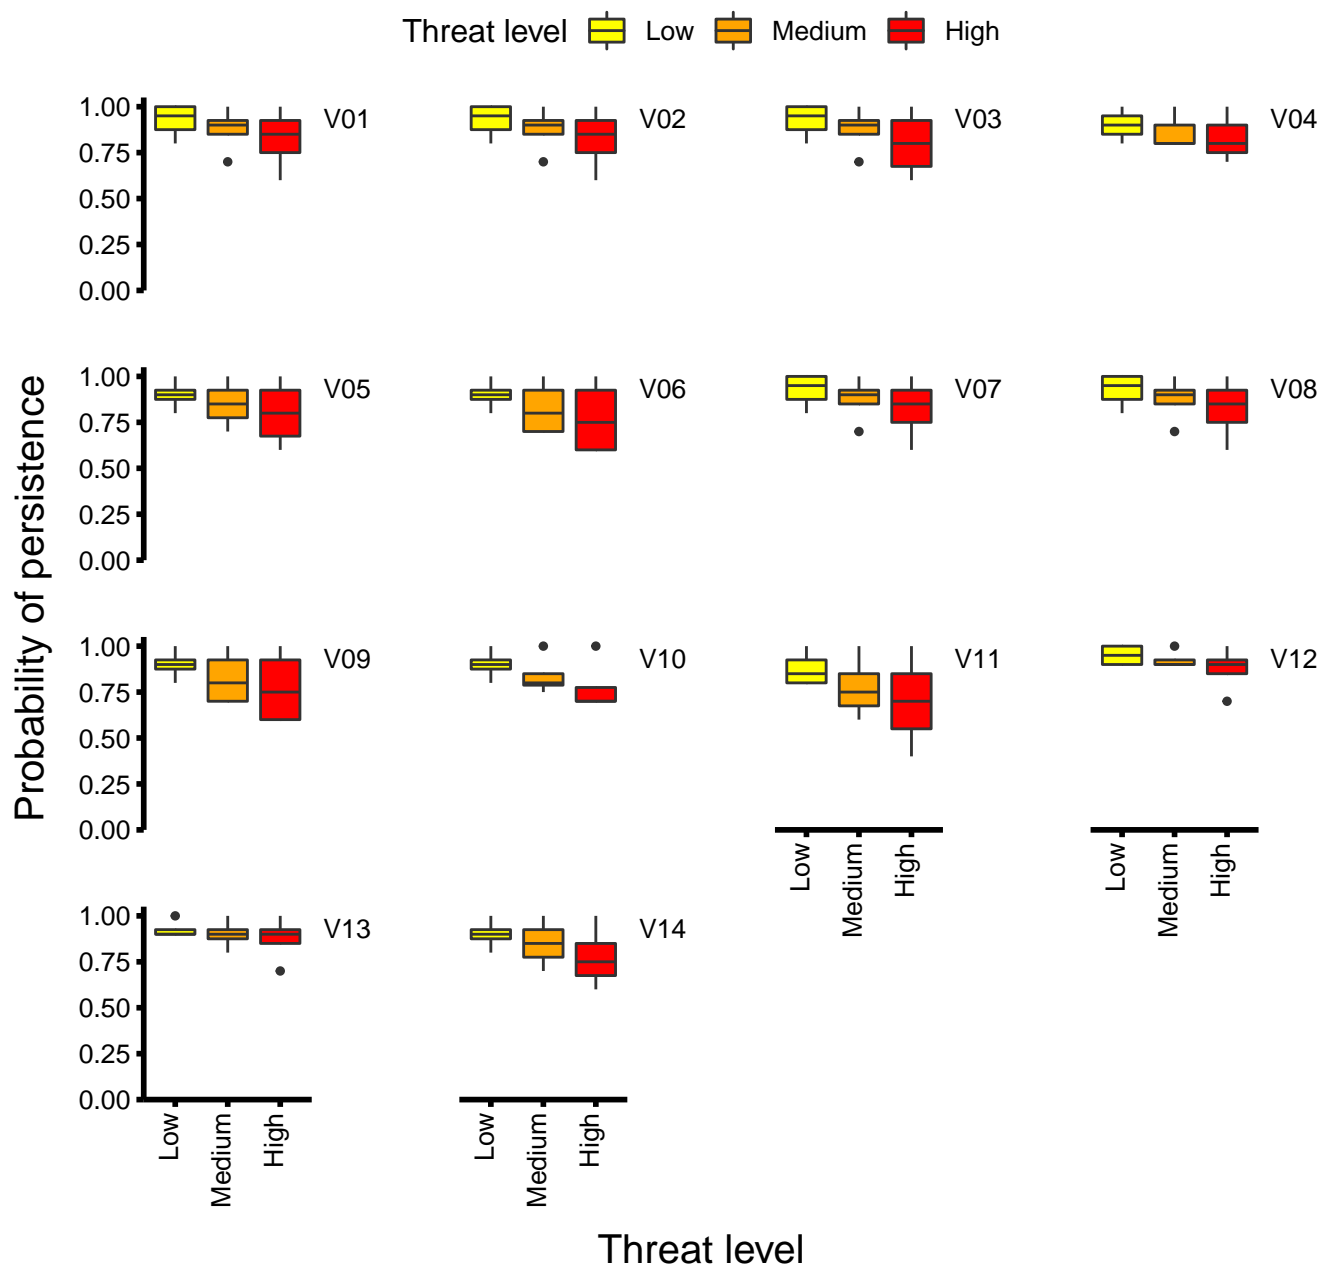 Threat level Low Medium High
1.00
0.75
0.50
0.25
0.00
V01
V02
V03
V04
Probability of persistence
1.00
0.75
0.50
0.25
0.00
V05
V06
V07
V08
1.00
0.75
0.50
0.25
0.00
V09
V10
V11
V12
Low
Medium
High
Low
Medium
High
1.00
0.75
0.50
0.25
0.00
V13
V14
Low
Medium
High
Low
Medium
High
Threat level